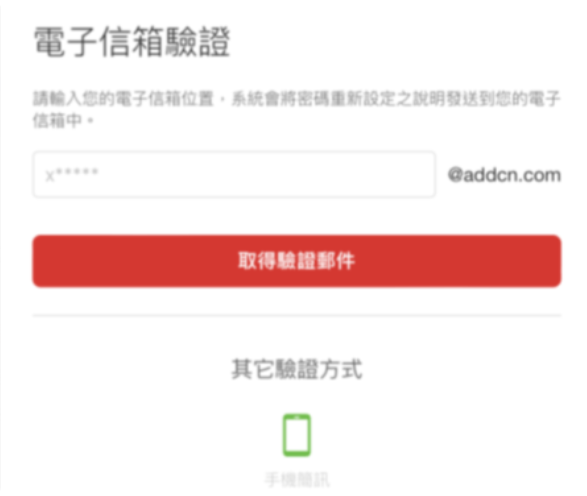 電子信箱驗證
請輸入您的電子信箱位置，系統會將密碼重新設定之說明發送到您的電子
信箱中。
x***** @addcn.com
取得驗證郵件
其它驗證方式
手機簡訊